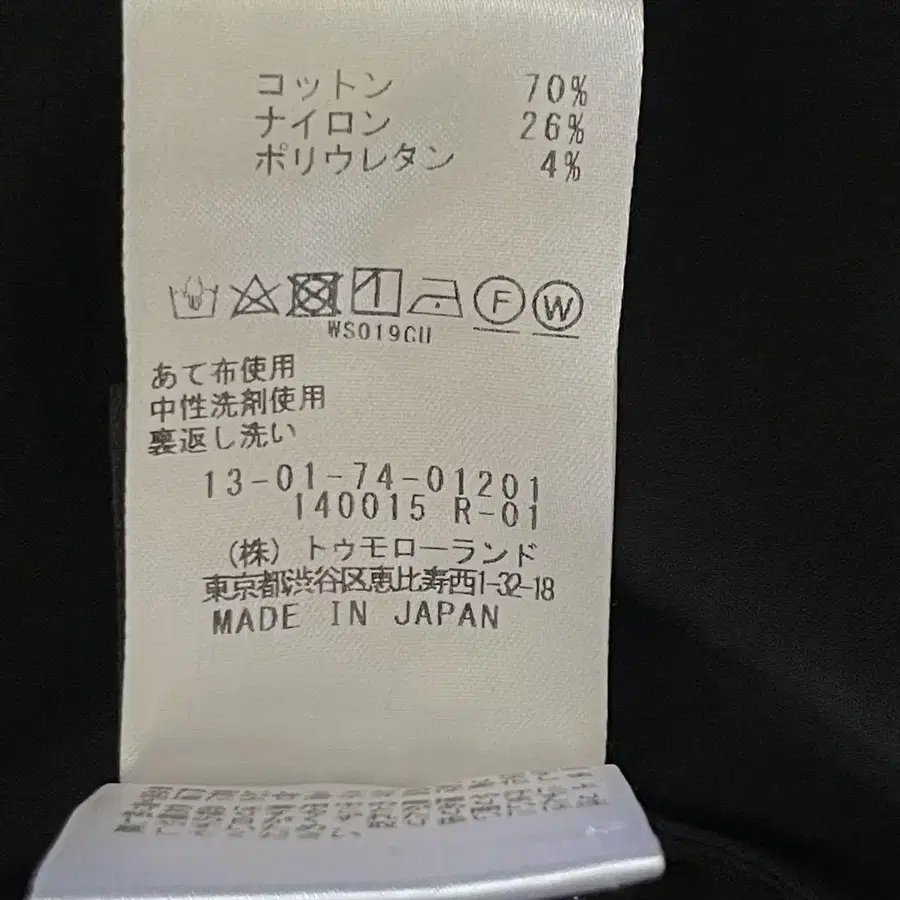 コットン 70%
ナイロン 26%
ポリウレタン 4%
F W
WS019CU
あて布使用
中性洗剤使用
裏返し洗い
13-01-74-01201
140015 R-01
(株)トゥモローランド
東京都渋谷区恵比寿西1-32-18
MADE IN JAPAN